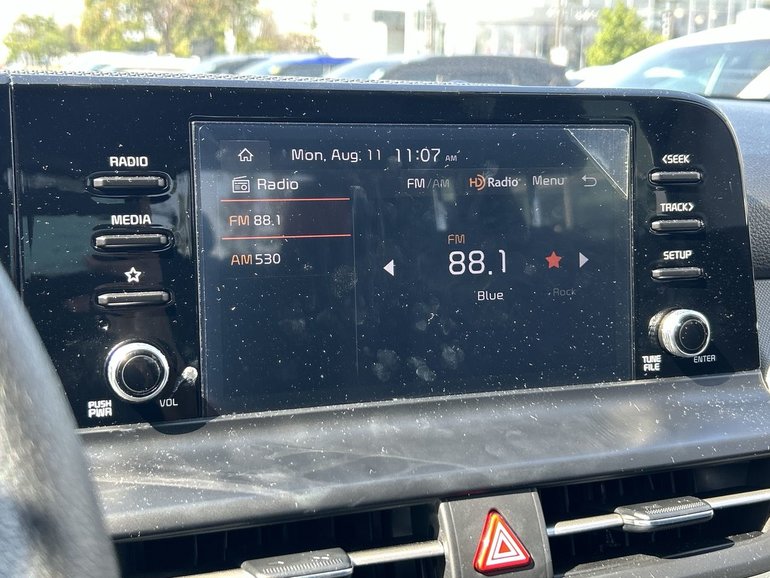 RADIO
MEDIA
PUSH
PWR
VOL
Mon, Aug. 11 11:07 AM
Radio
FM/AM HD Radio Menu
FM 88.1
AM 530
FM
88.1
Blue
Rock
<SEEK
TRACK>
SETUP
TUNE
FILE
ENTER